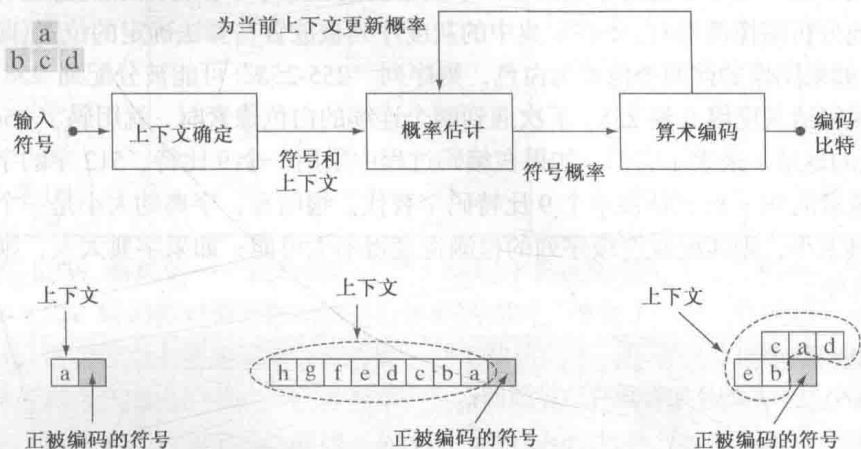 为当前上下文更新概率
a
b c d
输入
符号
上下文确定
概率估计
算术编码
编码
比特
符号和
上下文
符号概率
上下文
上下文
上下文
a
h g f e d c b a
c a d
e b
正被编码的符号
正被编码的符号
正被编码的符号